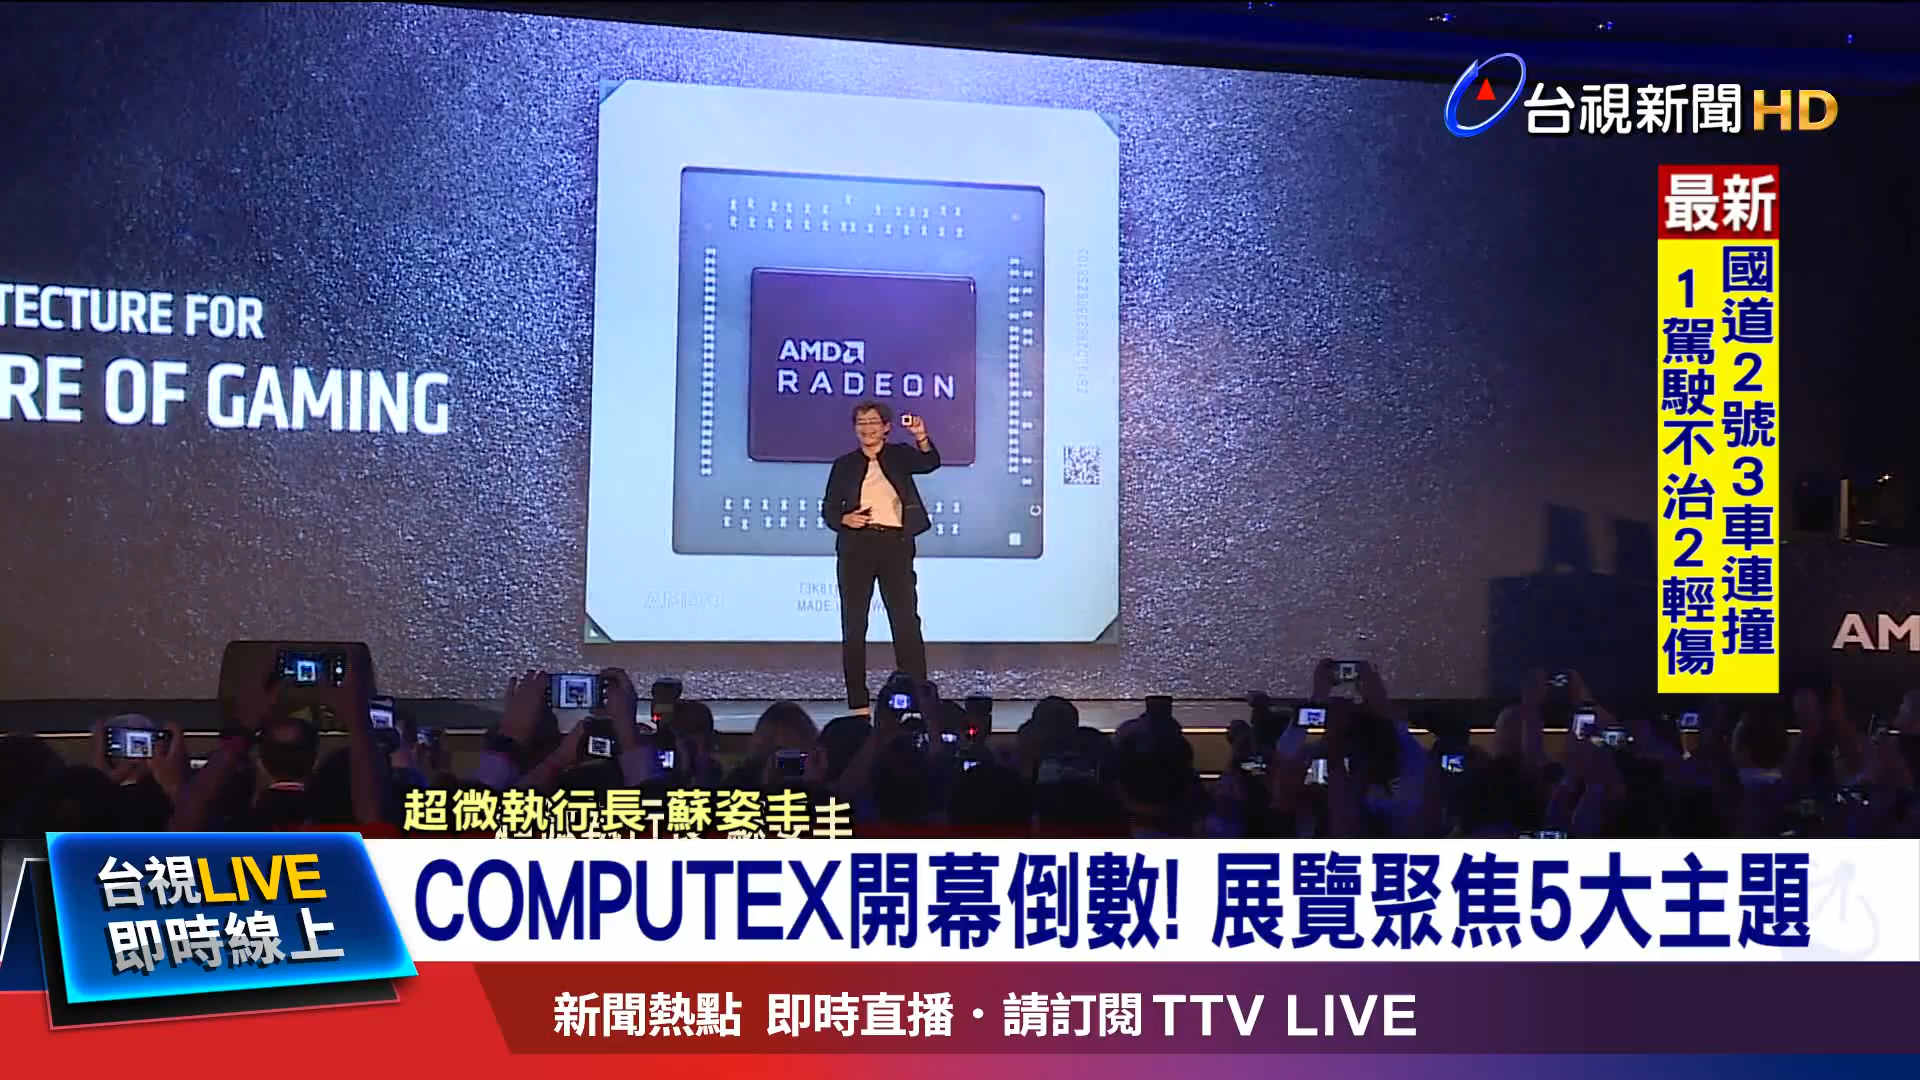 台視新聞HD
最新
國道2號3車連撞
1駕駛不治2輕傷
TECTURE FOR
RE OF GAMING
AMD
RADEON
AM
超微執行長 蘇姿丰
台視LIVE
即時線上
COMPUTEX開幕倒數! 展覽聚焦5大主題
新聞熱點 即時直播・請訂閱TTV LIVE